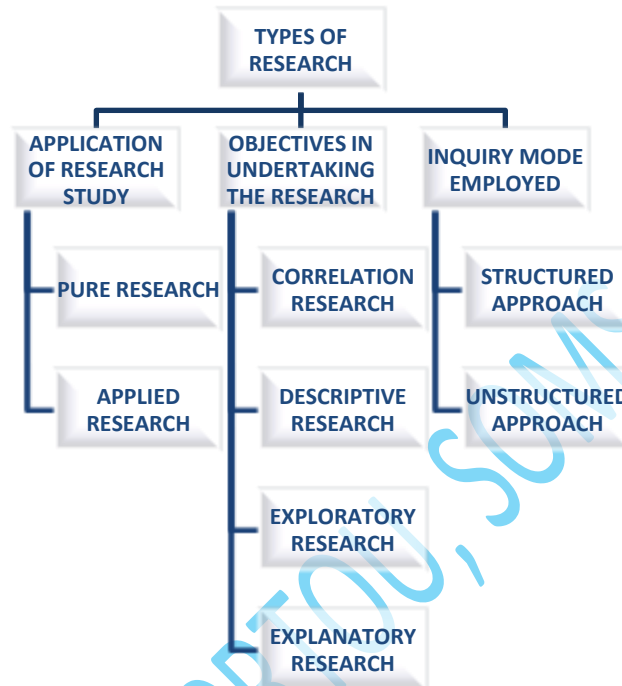 TYPES OF
RESEARCH
APPLICATION
OF RESEARCH
STUDY
OBJECTIVES IN
UNDERTAKING
THE RESEARCH
INQUIRY MODE
EMPLOYED
PURE RESEARCH
CORRELATION
RESEARCH
STRUCTURED
APPROACH
APPLIED
RESEARCH
DESCRIPTIVE
RESEARCH
UNSTRUCTURED
APPROACH
EXPLORATORY
RESEARCH
EXPLANATORY
RESEARCH